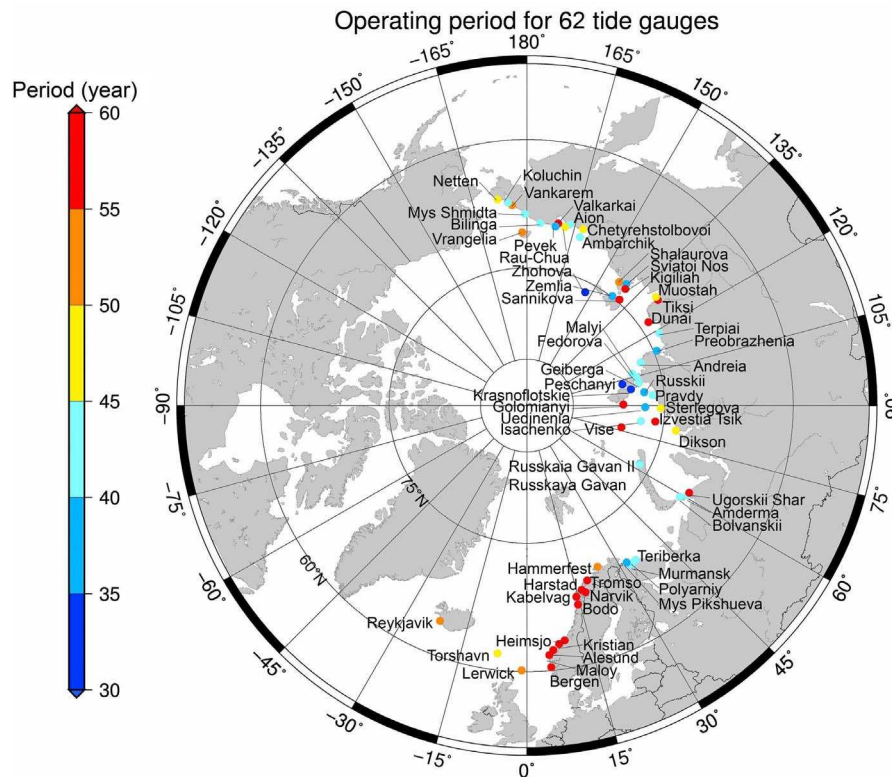 Operating period for 62 tide gauges
Period (year)
60
55
50
45
40
35
30
180°
165°
150°
135°
120°
105°
90°
75°
60°
45°
30°
15°
0°
-15°
-30°
-45°
-60°
-75°
-90°
-105°
-120°
-135°
-150°
-165°
75°N
60°N
Netten
Koluchin
Vankarem
Mys Shmidta
Bilinga
Vrangelia
Valkarkai
Aion
Chetyrehstolbovoi
Ambarchik
Pevek
Rau-Chua
Zhohova
Zemlia
Sannikova
Shalaurova
Sviatoi Nos
Kigiliah
Muostah
Tiksi
Dunai
Malyi
Fedorova
Terpiai
Preobrazhenia
Geiberga
Peschanyi
Andreia
Russkii
Krasnoflotskie
Pravdy
Golomianyi
Sterlegova
Uedinenia
Izvestia Tsik
Isachenko
Vise
Dikson
Russkaia Gavan II
Russkaya Gavan
Ugorskii Shar
Amderma
Bolvanskii
Teriberka
Murmansk
Polyarniy
Mys Pikshueva
Hammerfest
Harstad
Tromso
Kabelvag
Narvik
Bodo
Reykjavik
Torshavn
Lerwick
Heimsjo
Kristian
Alesund
Maloy
Bergen